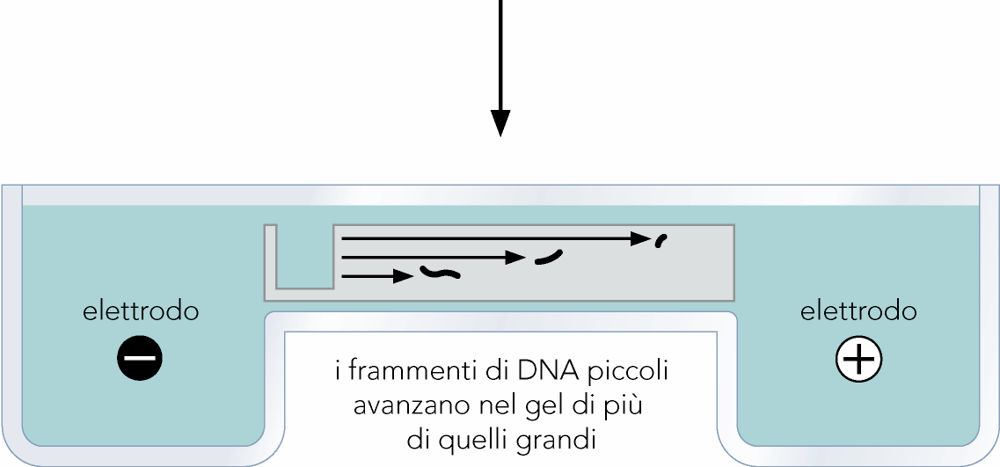 elettrodo
−
elettrodo
+
i frammenti di DNA piccoli
avanzano nel gel di più
di quelli grandi